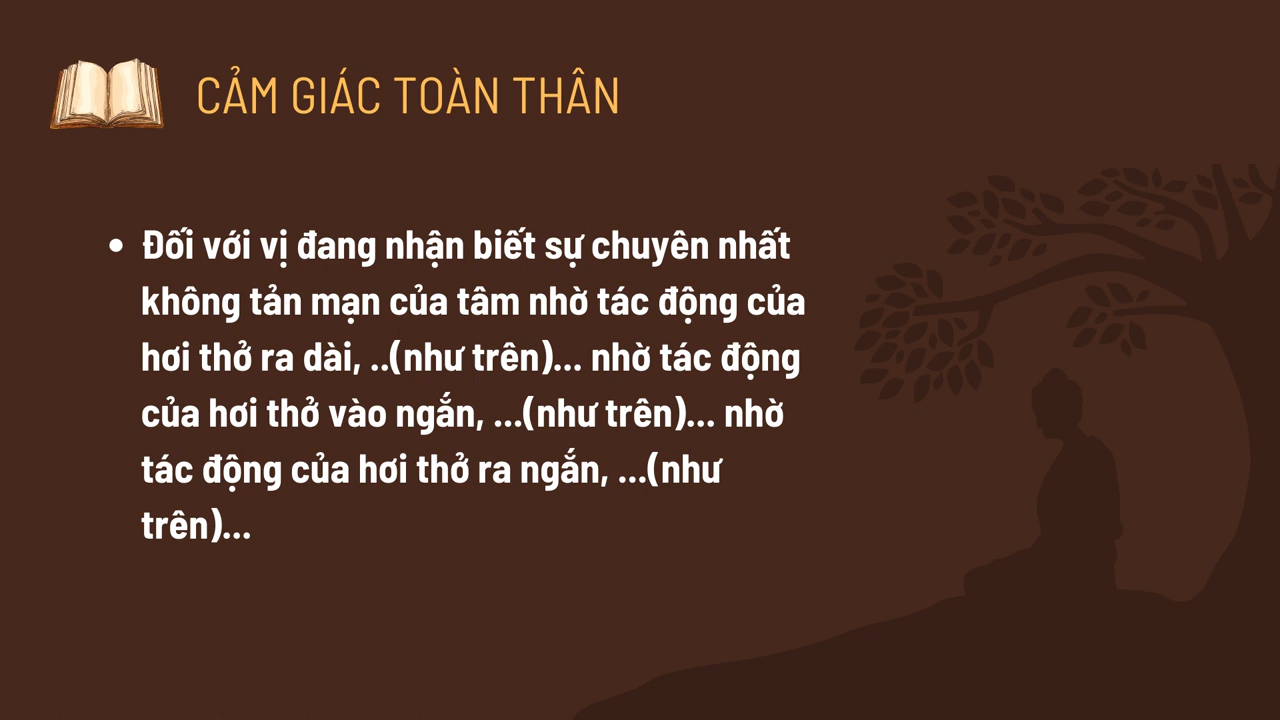 CẢM GIÁC TOÀN THÂN
• Đối với vị đang nhận biết sự chuyên nhất
không tản mạn của tâm nhờ tác động của
hơi thở ra dài, ..(như trên)... nhờ tác động
của hơi thở vào ngắn, ...(như trên)... nhờ
tác động của hơi thở ra ngắn, ...(như
trên)...